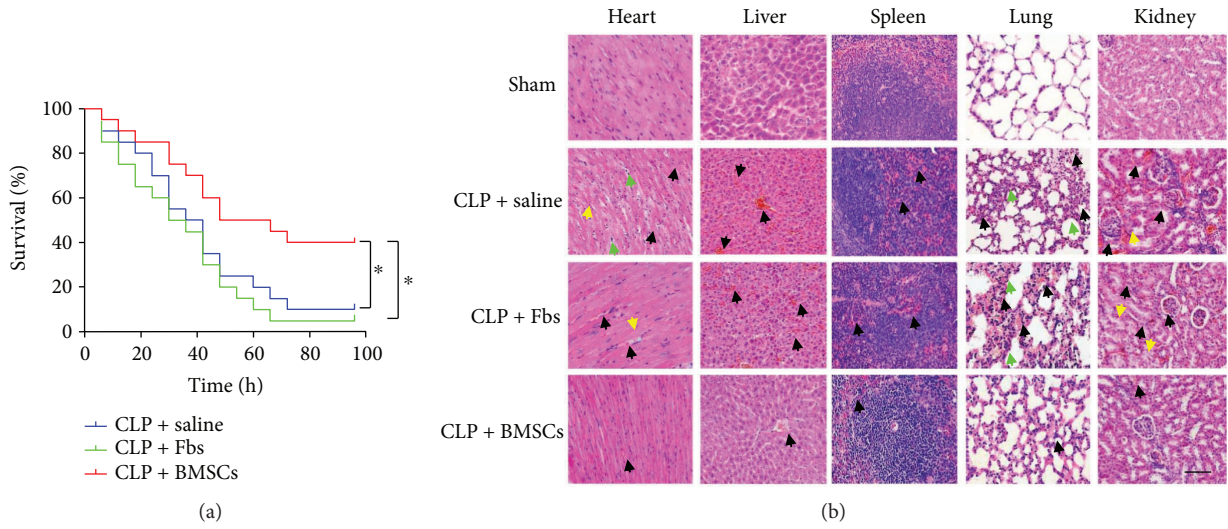 Survival (%)
100
80
60
40
20
0
0 20 40 60 80 100
Time (h)
*
*
CLP + saline
CLP + Fbs
CLP + BMSCs
(a)
Heart Liver Spleen Lung Kidney
Sham
CLP + saline
CLP + Fbs
CLP + BMSCs
(b)